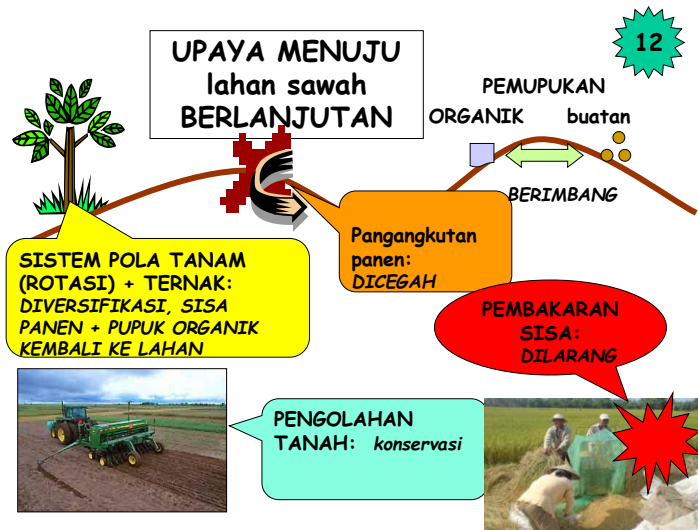 12
UPAYA MENUJU
lahan sawah
BERLANJUTAN
PEMUPUKAN
ORGANIK buatan
BERIMBANG
Pangangkutan
panen:
DICEGAH
SISTEM POLA TANAM
(ROTASI) + TERNAK:
DIVERSIFIKASI, SISA
PANEN + PUPUK ORGANIK
KEMBALI KE LAHAN
PEMBAKARAN
SISA:
DILARANG
PENGOLAHAN
TANAH: konservasi